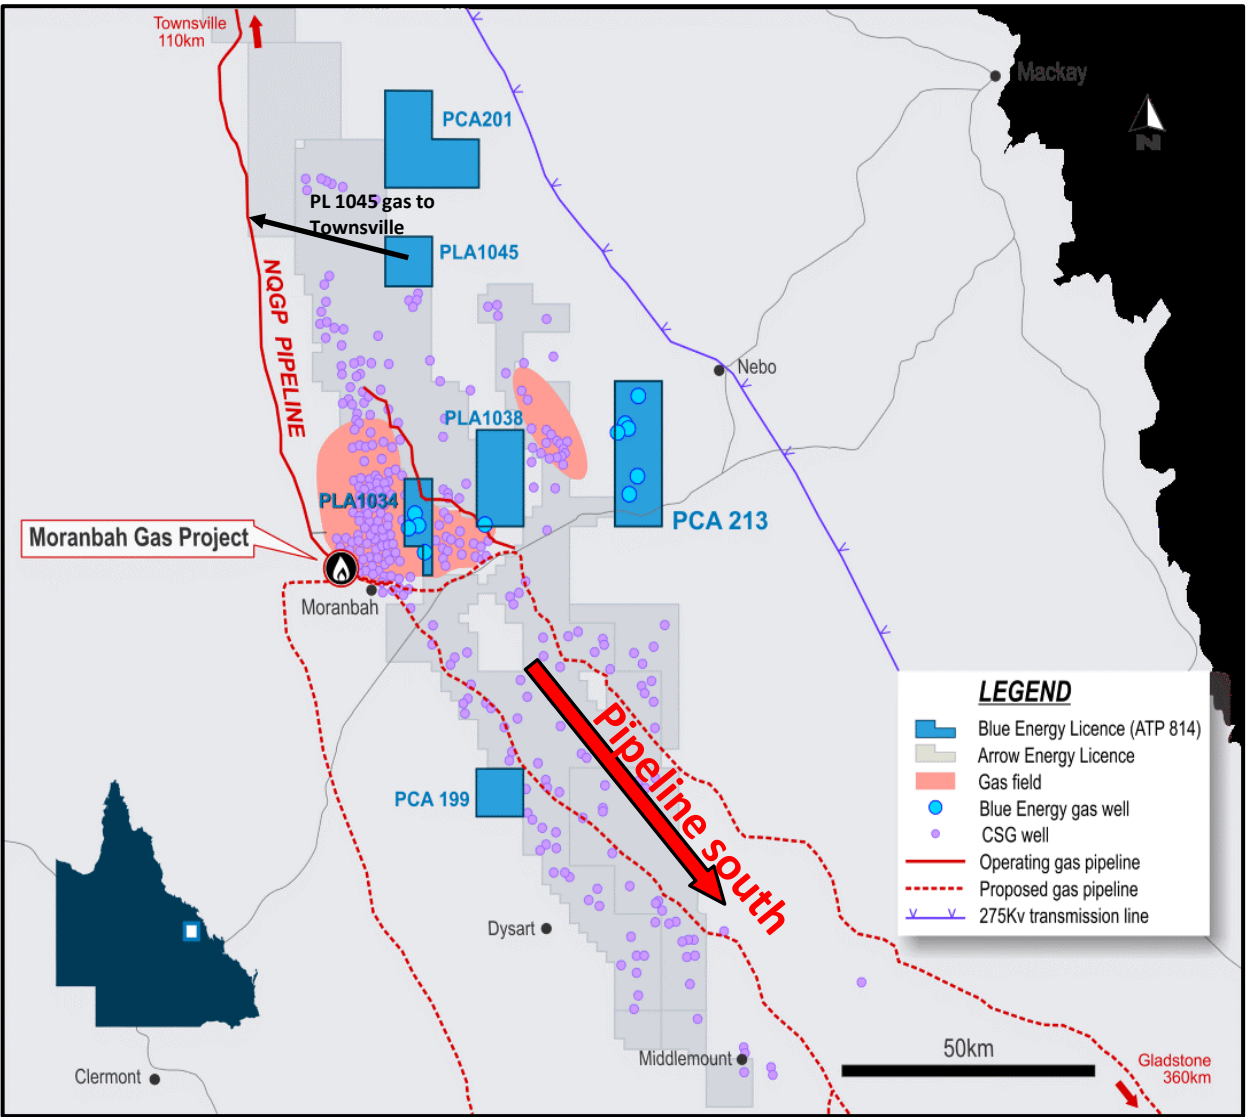 Townsville
110km
Mackay
N
PCA201
PL 1045 gas to
Townsville
PLA1045
NQGP PIPELINE
Nebo
PLA1038
PLA1034
PCA 213
Moranbah Gas Project
Moranbah
Pipeline south
PCA 199
LEGEND
Blue Energy Licence (ATP 814)
Arrow Energy Licence
Gas field
Blue Energy gas well
CSG well
Operating gas pipeline
Proposed gas pipeline
275Kv transmission line
Dysart
Middlemount
50km
Gladstone
360km
Clermont